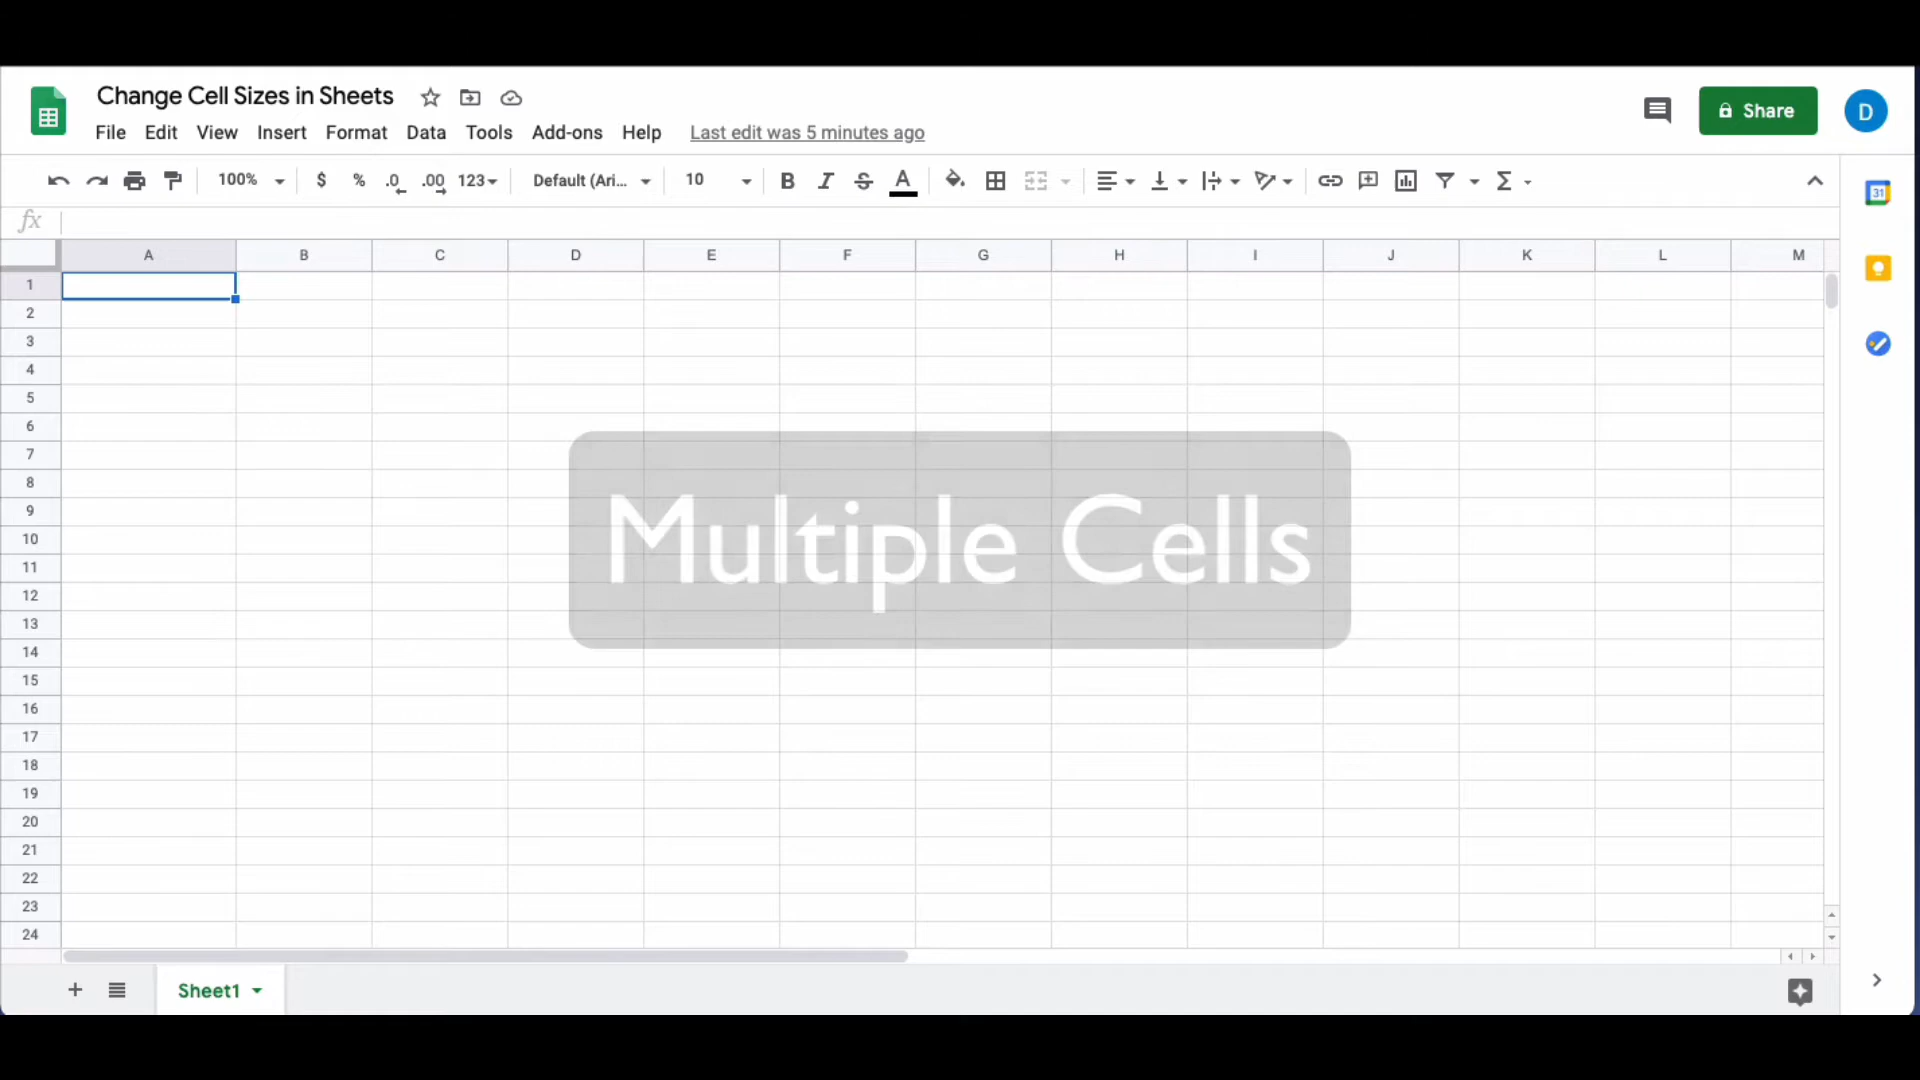 Change Cell Sizes in Sheets
File Edit View Insert Format Data Tools Add-ons Help Last edit was 5 minutes ago
Share
D
100% $ % .0 .00 123 Default (Ari... 10 B I S A
31
fx
A B C D E F G H I J K L M
1
2
3
4
5
6
7
8
9
10
11
12
13
14
15
16
17
18
19
20
21
22
23
24
Multiple Cells
Sheet1